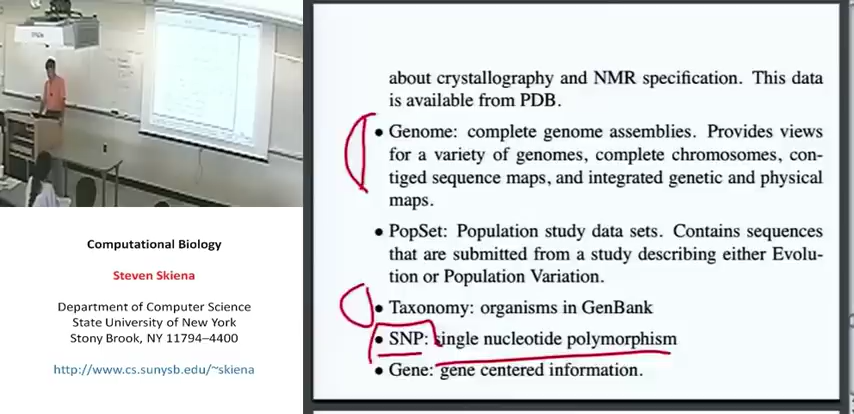 Computational Biology
Steven Skiena
Department of Computer Science
State University of New York
Stony Brook, NY 11794–4400
http://www.cs.sunysb.edu/~skiena
about crystallography and NMR specification. This data
is available from PDB.
• Genome: complete genome assemblies. Provides views
for a variety of genomes, complete chromosomes, con-
tiged sequence maps, and integrated genetic and physical
maps.
• PopSet: Population study data sets. Contains sequences
that are submitted from a study describing either Evolu-
tion or Population Variation.
• Taxonomy: organisms in GenBank
• SNP: single nucleotide polymorphism
• Gene: gene centered information.